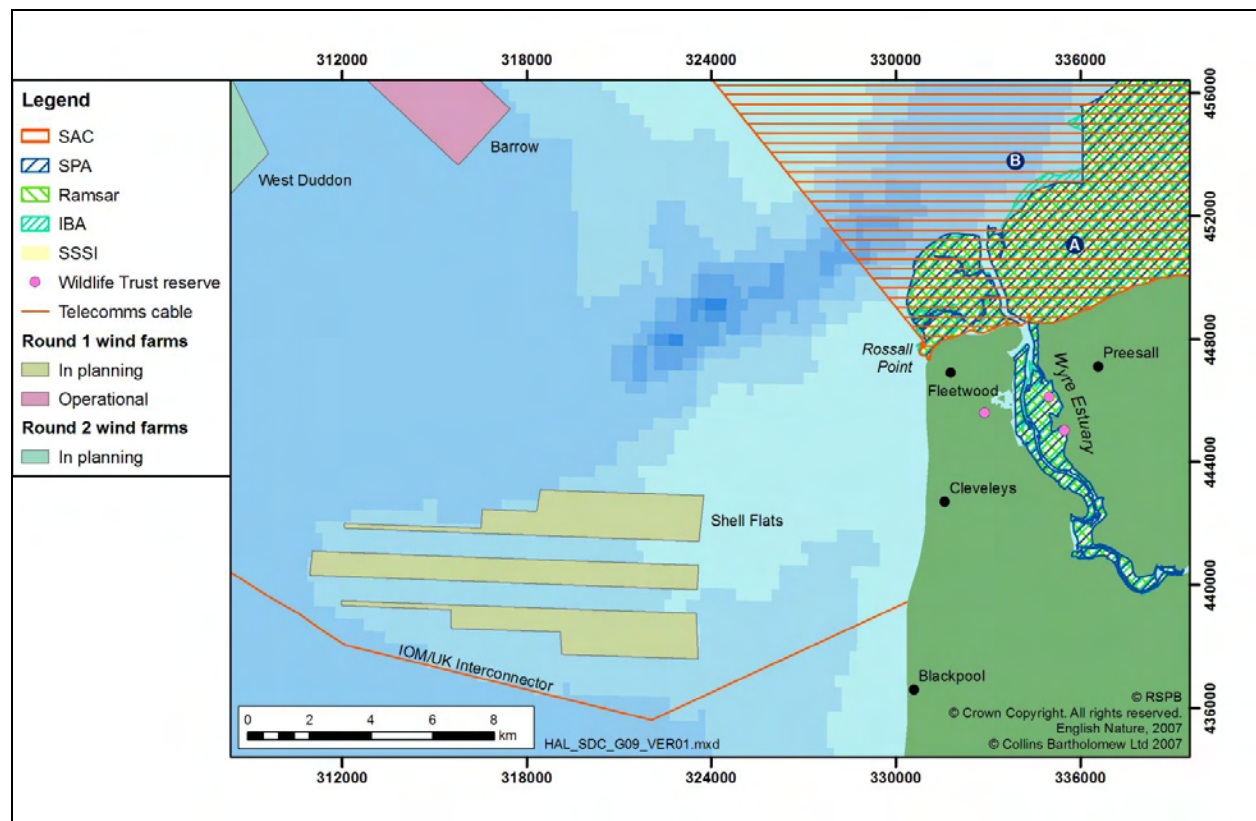 312000
318000
324000
330000
336000
Legend
SAC
SPA
Ramsar
IBA
SSSI
Wildlife Trust reserve
Telecomms cable
Round 1 wind farms
In planning
Operational
Round 2 wind farms
In planning
456000
452000
448000
444000
440000
436000
Barrow
West Duddon
B
A
Rossall
Point
Fleetwood
Preesall
Wyre Estuary
Cleveleys
Shell Flats
IOM/UK Interconnector
Blackpool
0 2 4 6 8
km
HAL_SDC_G09_VER01.mxd
© RSPB
© Crown Copyright. All rights reserved.
English Nature, 2007
© Collins Bartholomew Ltd 2007
312000
318000
324000
330000
336000